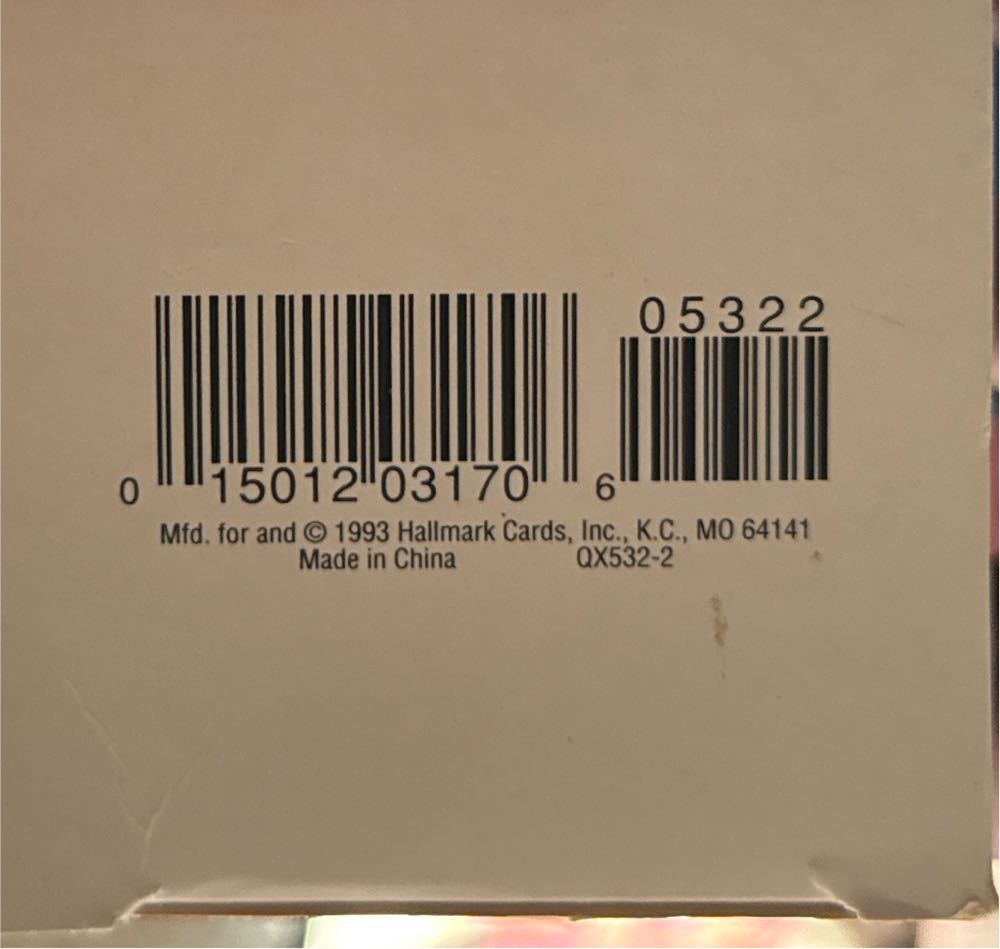 05322
0 15012 03170 6
Mfd. for and © 1993 Hallmark Cards, Inc., K.C., MO 64141
Made in China QX532-2